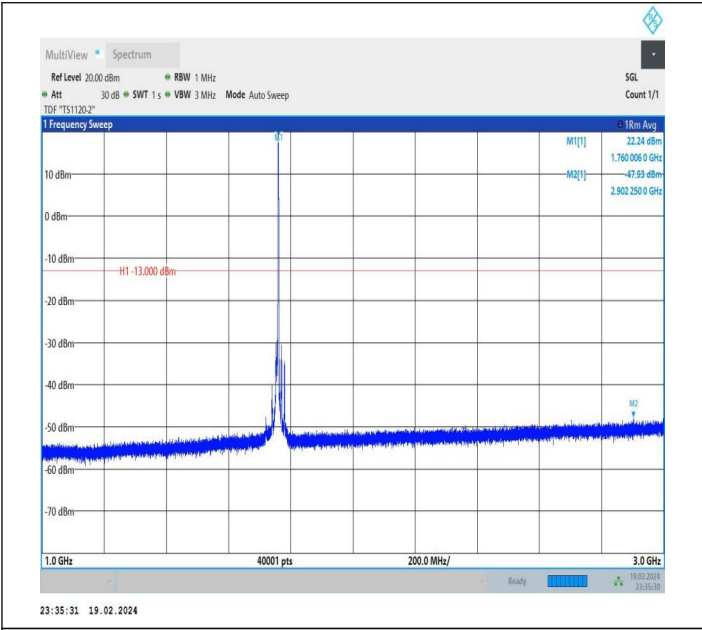 MultiView Spectrum
Ref Level 20.00 dBm RBW 1 MHz SGL
Att 30 dB SWT 1 s VBW 3 MHz Mode Auto Sweep Count 1/1
TDF "TS1120-2"
1 Frequency Sweep 1Rm Avg
M1
M1[1] 22.24 dBm
1.760 006 0 GHz
10 dBm M2[1] -47.93 dBm
2.902 250 0 GHz
0 dBm
-10 dBm
H1 -13.000 dBm
-20 dBm
-30 dBm
-40 dBm
M2
-50 dBm
-60 dBm
-70 dBm
1.0 GHz 40001 pts 200.0 MHz/ 3.0 GHz
Ready 19.02.2024
23:35:30
23:35:31 19.02.2024